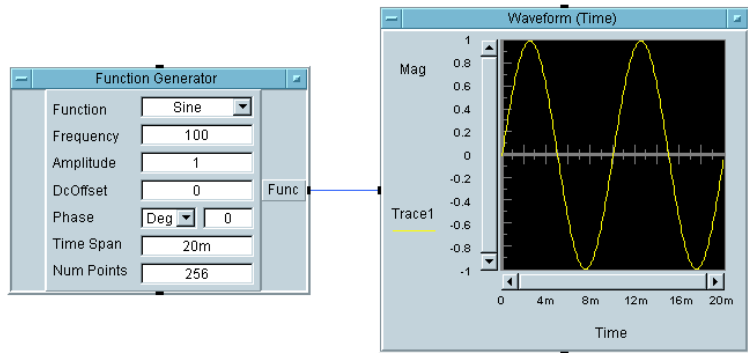 Function Generator
Function Sine
Frequency 100
Amplitude 1
DcOffset 0
Phase Deg 0
Time Span 20m
Num Points 256
Func
Waveform (Time)
Mag
Trace1
1
0.8
0.6
0.4
0.2
0
-0.2
-0.4
-0.6
-0.8
-1
0 4m 8m 12m 16m 20m
Time